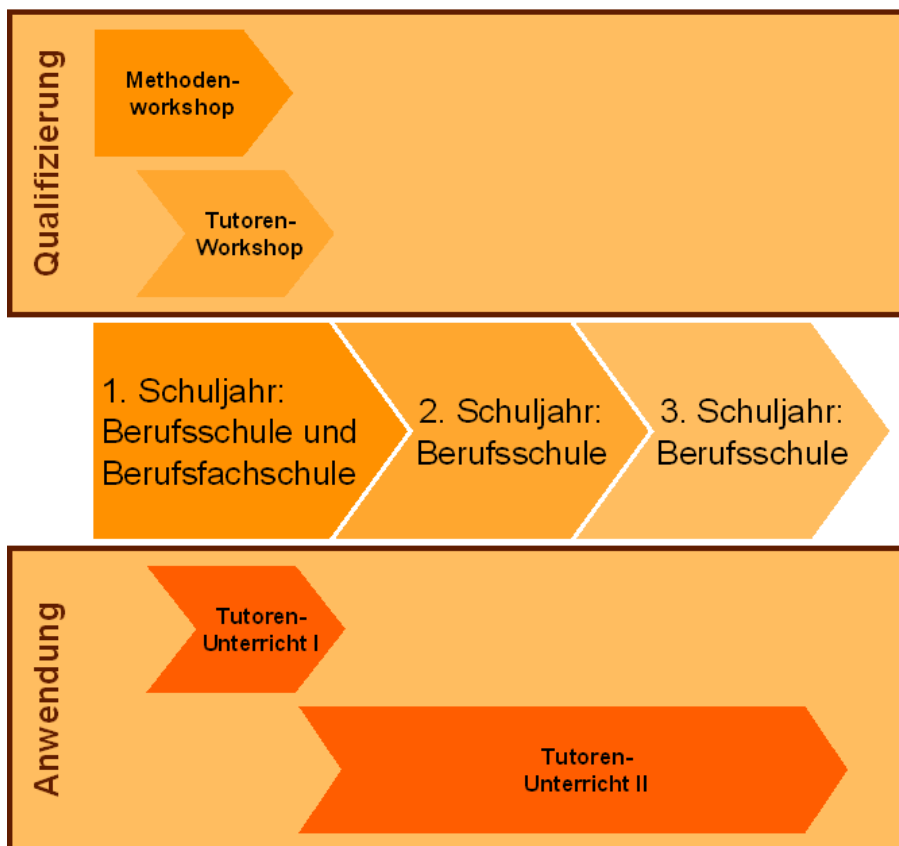 Qualifizierung
Methoden-
workshop
Tutoren-
Workshop
1. Schuljahr:
Berufsschule und
Berufsfachschule
2. Schuljahr:
Berufsschule
3. Schuljahr:
Berufsschule
Anwendung
Tutoren-
Unterricht I
Tutoren-
Unterricht II